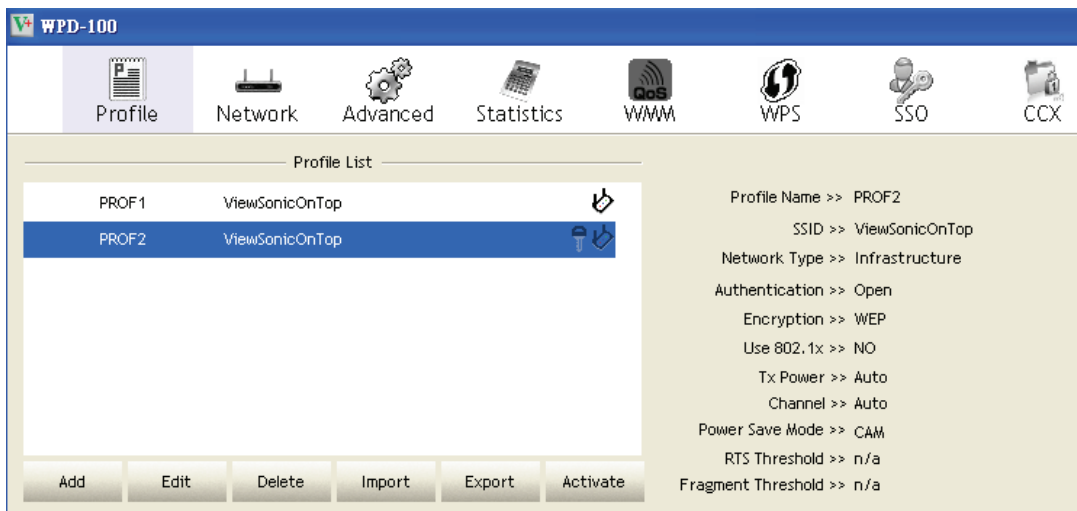 WPD-100
Profile Network Advanced Statistics QoS WMM WPS SSO CCX
Profile List
PROF1 ViewSonicOnTop
PROF2 ViewSonicOnTop
Add Edit Delete Import Export Activate
Profile Name >> PROF2
SSID >> ViewSonicOnTop
Network Type >> Infrastructure
Authentication >> Open
Encryption >> WEP
Use 802.1x >> NO
Tx Power >> Auto
Channel >> Auto
Power Save Mode >> CAM
RTS Threshold >> n/a
Fragment Threshold >> n/a